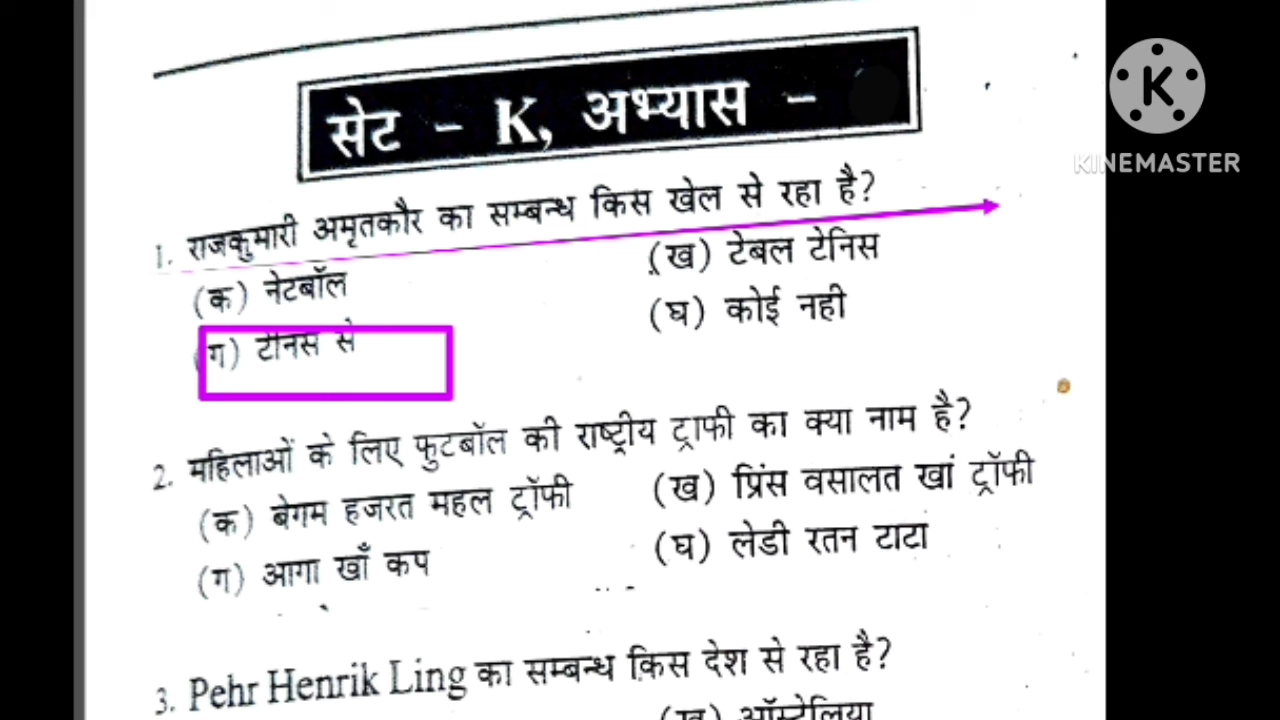 सेट – K, अभ्यास –
K
KINEMASTER
1. राजकुमारी अमृतकौर का सम्बन्ध किस खेल से रहा है?
(क) नेटबॉल (ख) टेबल टेनिस
(ग) टेनिस से (घ) कोई नही
2. महिलाओं के लिए फुटबॉल की राष्ट्रीय ट्राफी का क्या नाम है?
(क) बेगम हजरत महल ट्रॉफी (ख) प्रिंस वसालत खां ट्रॉफी
(ग) आगा खाँ कप (घ) लेडी रतन टाटा
3. Pehr Henrik Ling का सम्बन्ध किस देश से रहा है?
(ख) ऑस्टेलिया